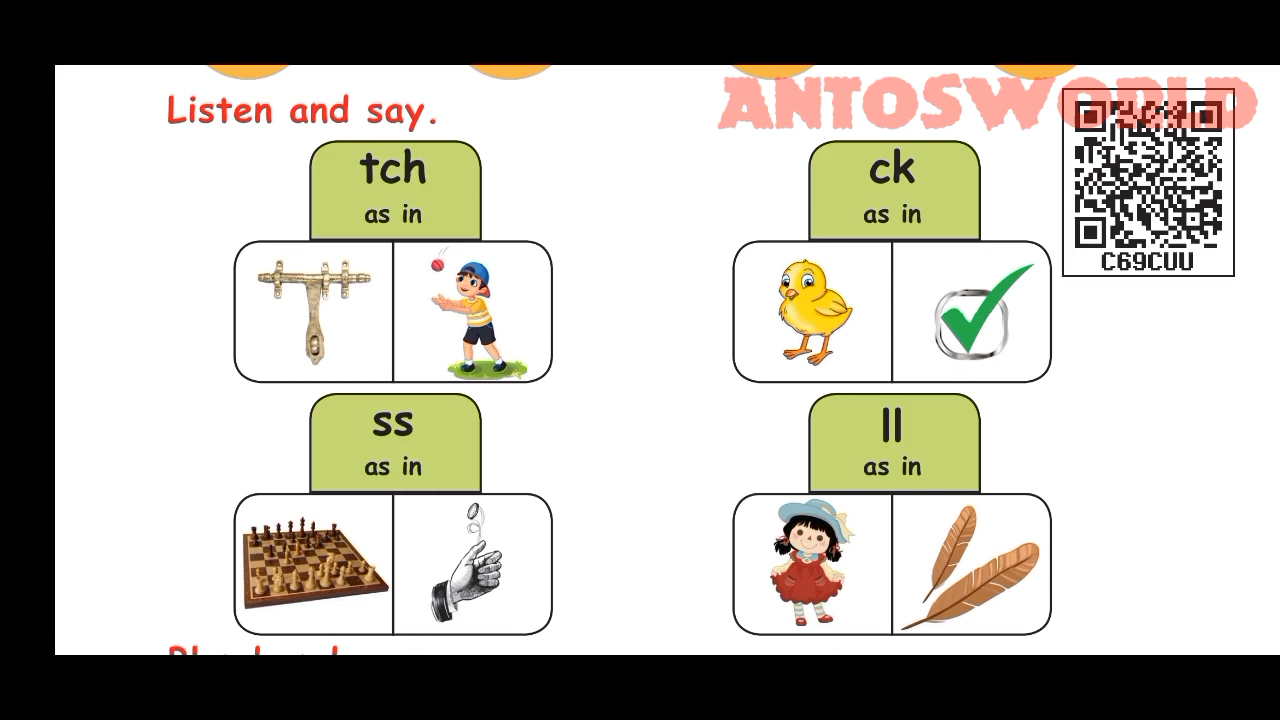 ANTOSWORLD
Listen and say.
tch
as in
ck
as in
C69CUU
ss
as in
ll
as in